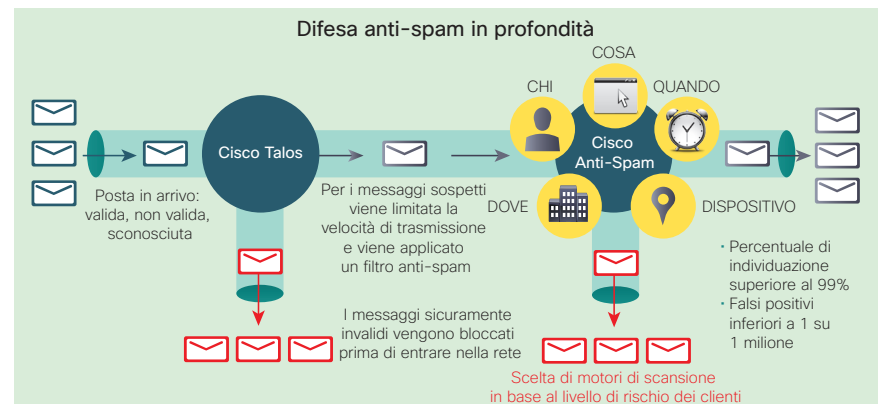 Difesa anti-spam in profondità
COSA
CHI
QUANDO
Cisco Talos
Cisco
Anti-Spam
Posta in arrivo:
valida, non valida,
sconosciuta
Per i messaggi sospetti
viene limitata la
velocità di trasmissione
e viene applicato
un filtro anti-spam
DOVE
DISPOSITIVO
• Percentuale di
individuazione
superiore al 99%
• Falsi positivi
inferiori a 1 su
1 milione
I messaggi sicuramente
invalidi vengono bloccati
prima di entrare nella rete
Scelta di motori di scansione
in base al livello di rischio dei clienti